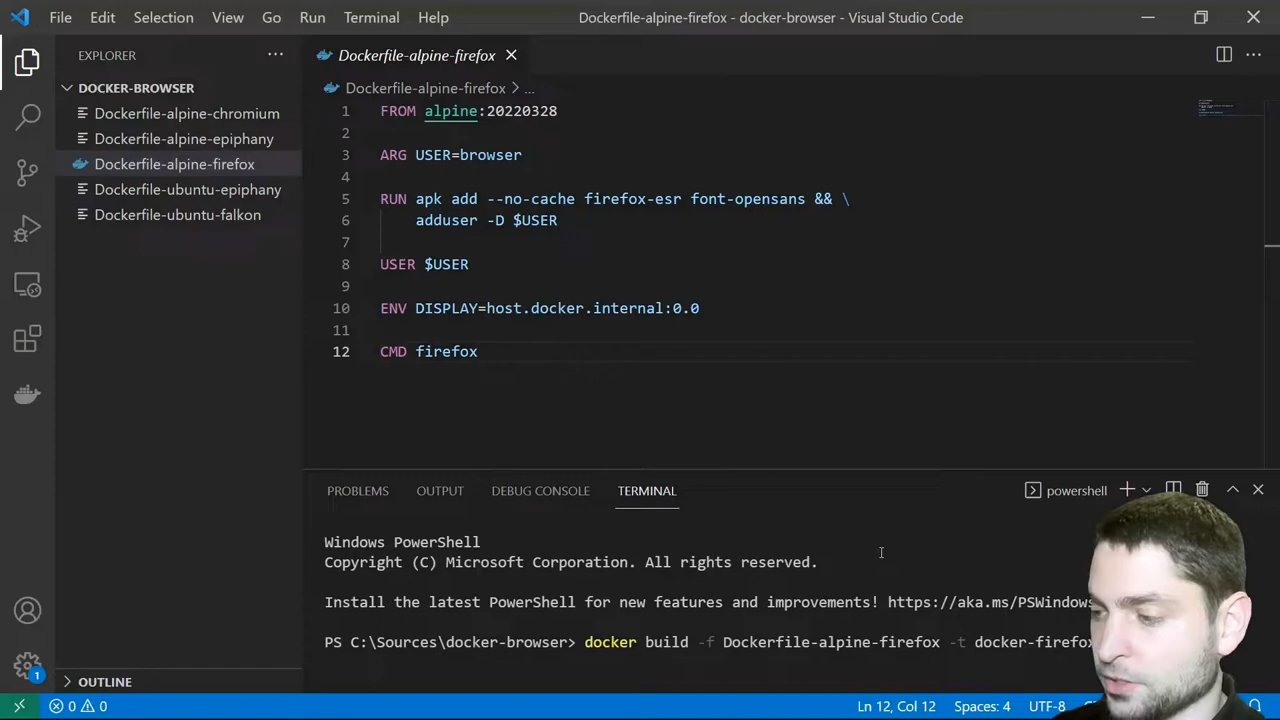 File Edit Selection View Go Run Terminal Help Dockerfile-alpine-firefox - docker-browser - Visual Studio Code
EXPLORER
DOCKER-BROWSER
Dockerfile-alpine-chromium
Dockerfile-alpine-epiphany
Dockerfile-alpine-firefox
Dockerfile-ubuntu-epiphany
Dockerfile-ubuntu-falkon
OUTLINE
Dockerfile-alpine-firefox
Dockerfile-alpine-firefox > ...
1 FROM alpine:20220328
2
3 ARG USER=browser
4
5 RUN apk add --no-cache firefox-esr font-opensans && \
6 adduser -D $USER
7
8 USER $USER
9
10 ENV DISPLAY=host.docker.internal:0.0
11
12 CMD firefox
PROBLEMS OUTPUT DEBUG CONSOLE TERMINAL powershell
Windows PowerShell
Copyright (C) Microsoft Corporation. All rights reserved.
Install the latest PowerShell for new features and improvements! https://aka.ms/PSWindows
PS C:\Sources\docker-browser> docker build -f Dockerfile-alpine-firefox -t docker-firefox
1
0 0 Ln 12, Col 12 Spaces: 4 UTF-8